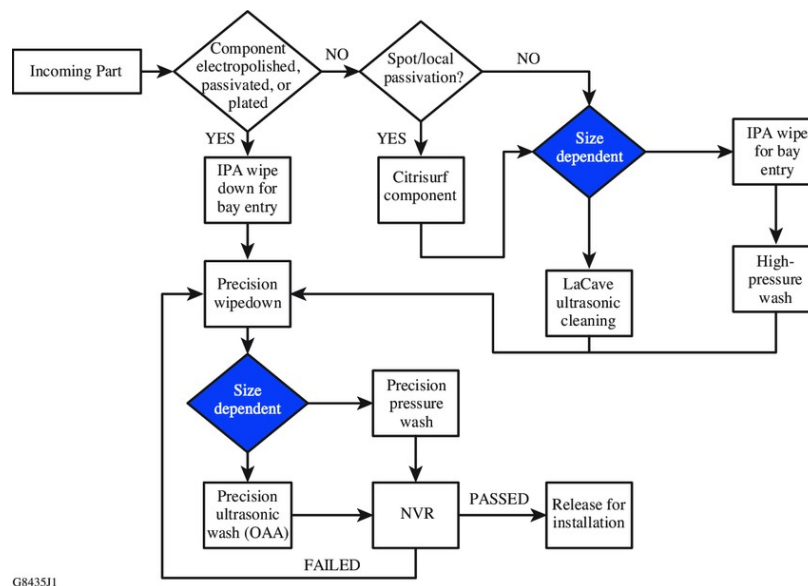 Component
electropolished,
passivated, or
plated
Incoming Part
NO
Spot/local
passivation?
NO
YES
YES
Size
dependent
IPA wipe
for bay
entry
IPA wipe
down for
bay entry
Citrisurf
component
Precision
wipedown
LaCave
ultrasonic
cleaning
High-
pressure
wash
Size
dependent
Precision
pressure
wash
Precision
ultrasonic
wash (OAA)
NVR
PASSED
Release for
installation
FAILED
G8435J1